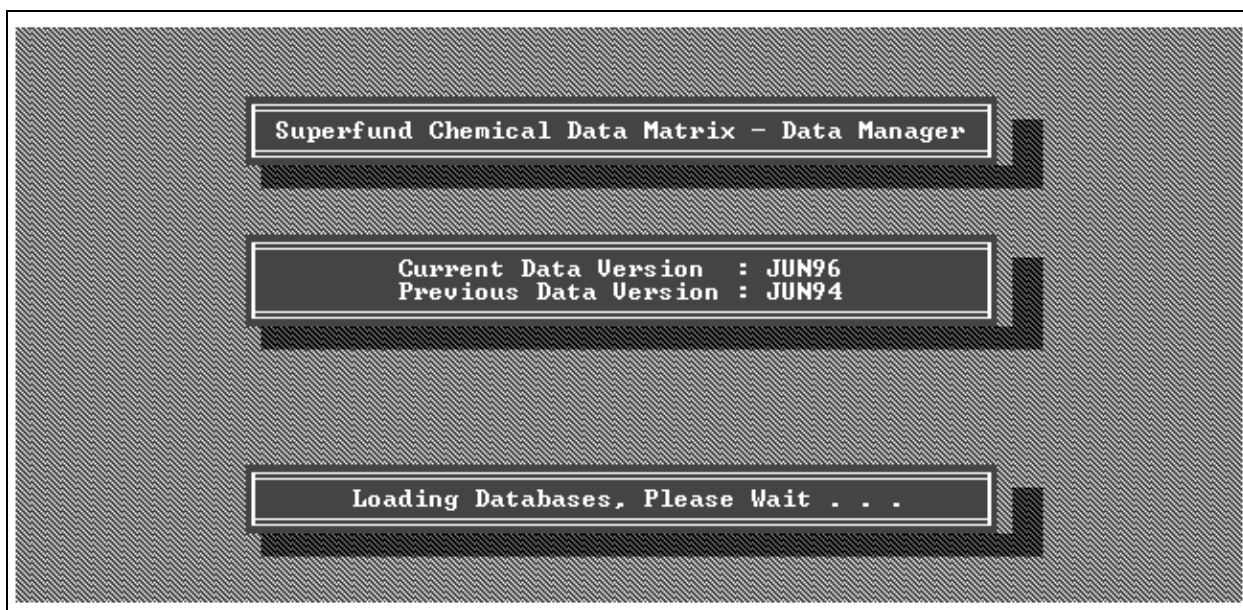 Superfund Chemical Data Matrix - Data Manager
Current Data Version : JUN96
Previous Data Version : JUN94
Loading Databases, Please Wait . . .